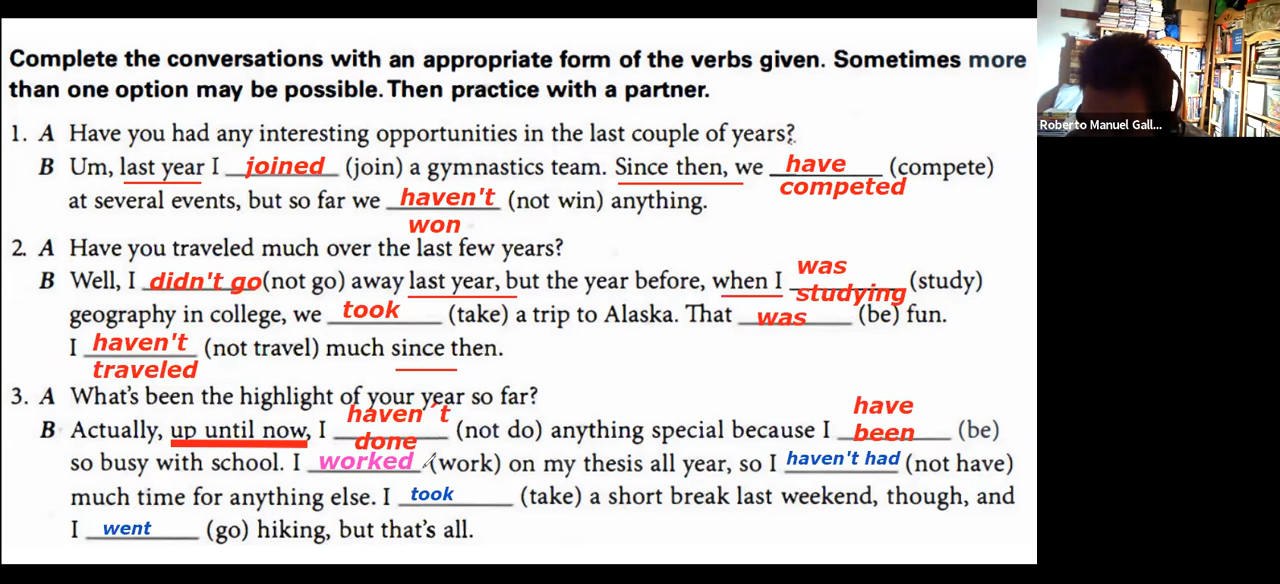 Complete the conversations with an appropriate form of the verbs given. Sometimes more
than one option may be possible. Then practice with a partner.
1. A Have you had any interesting opportunities in the last couple of years?
B Um, last year I joined (join) a gymnastics team. Since then, we have competed (compete)
at several events, but so far we haven't won (not win) anything.
2. A Have you traveled much over the last few years?
B Well, I didn't go (not go) away last year, but the year before, when I was studying (study)
geography in college, we took (take) a trip to Alaska. That was (be) fun.
I haven't traveled (not travel) much since then.
3. A What's been the highlight of your year so far?
B Actually, up until now, I haven´t done (not do) anything special because I have been (be)
so busy with school. I worked (work) on my thesis all year, so I haven't had (not have)
much time for anything else. I took (take) a short break last weekend, though, and
I went (go) hiking, but that's all.
Roberto Manuel Gall...